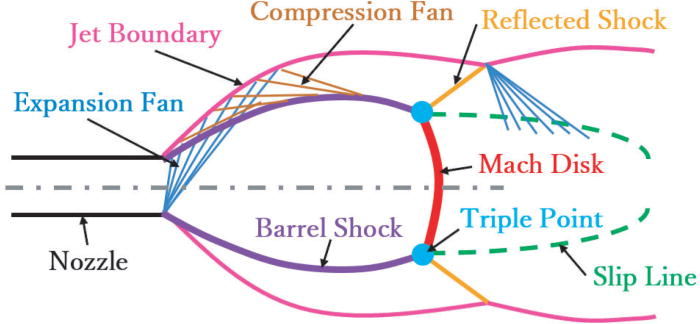 Compression Fan
Reflected Shock
Jet Boundary
Expansion Fan
Mach Disk
Barrel Shock
Triple Point
Nozzle
Slip Line